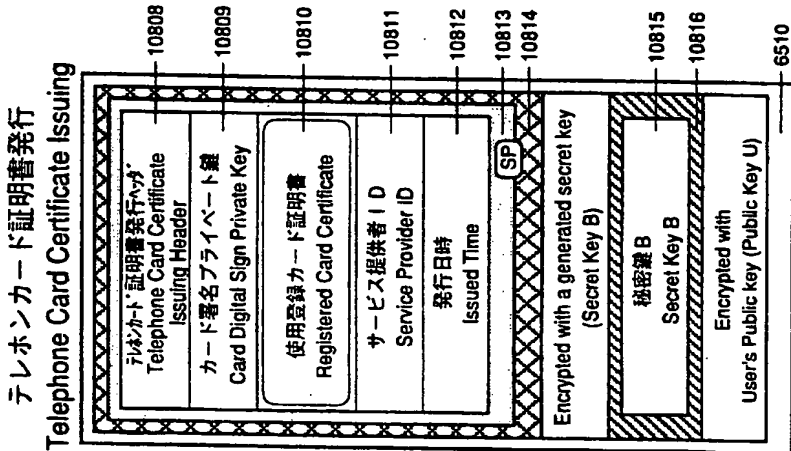 テレホンカード証明書発行
Telephone Card Certificate Issuing
テレホンカード証明書発行ヘッダ
Telephone Card Certificate
Issuing Header
10808
カード署名プライベート鍵
Card Digital Sign Private Key
10809
使用登録カード証明書
Registered Card Certificate
10810
サービス提供者ID
Service Provider ID
10811
発行日時
Issued Time
10812
SP
10813
10814
Encrypted with a generated secret key
(Secret Key B)
秘密鍵B
Secret Key B
10815
10816
Encrypted with
User's Public key (Public Key U)
6510